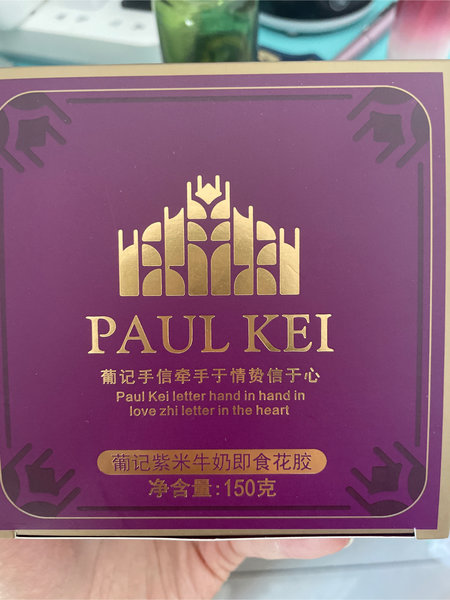 PAUL KEI
葡记手信牵手于情贽信于心
Paul Kei letter hand in hand in
love zhi letter in the heart
葡记紫米牛奶即食花胶
净含量:150克